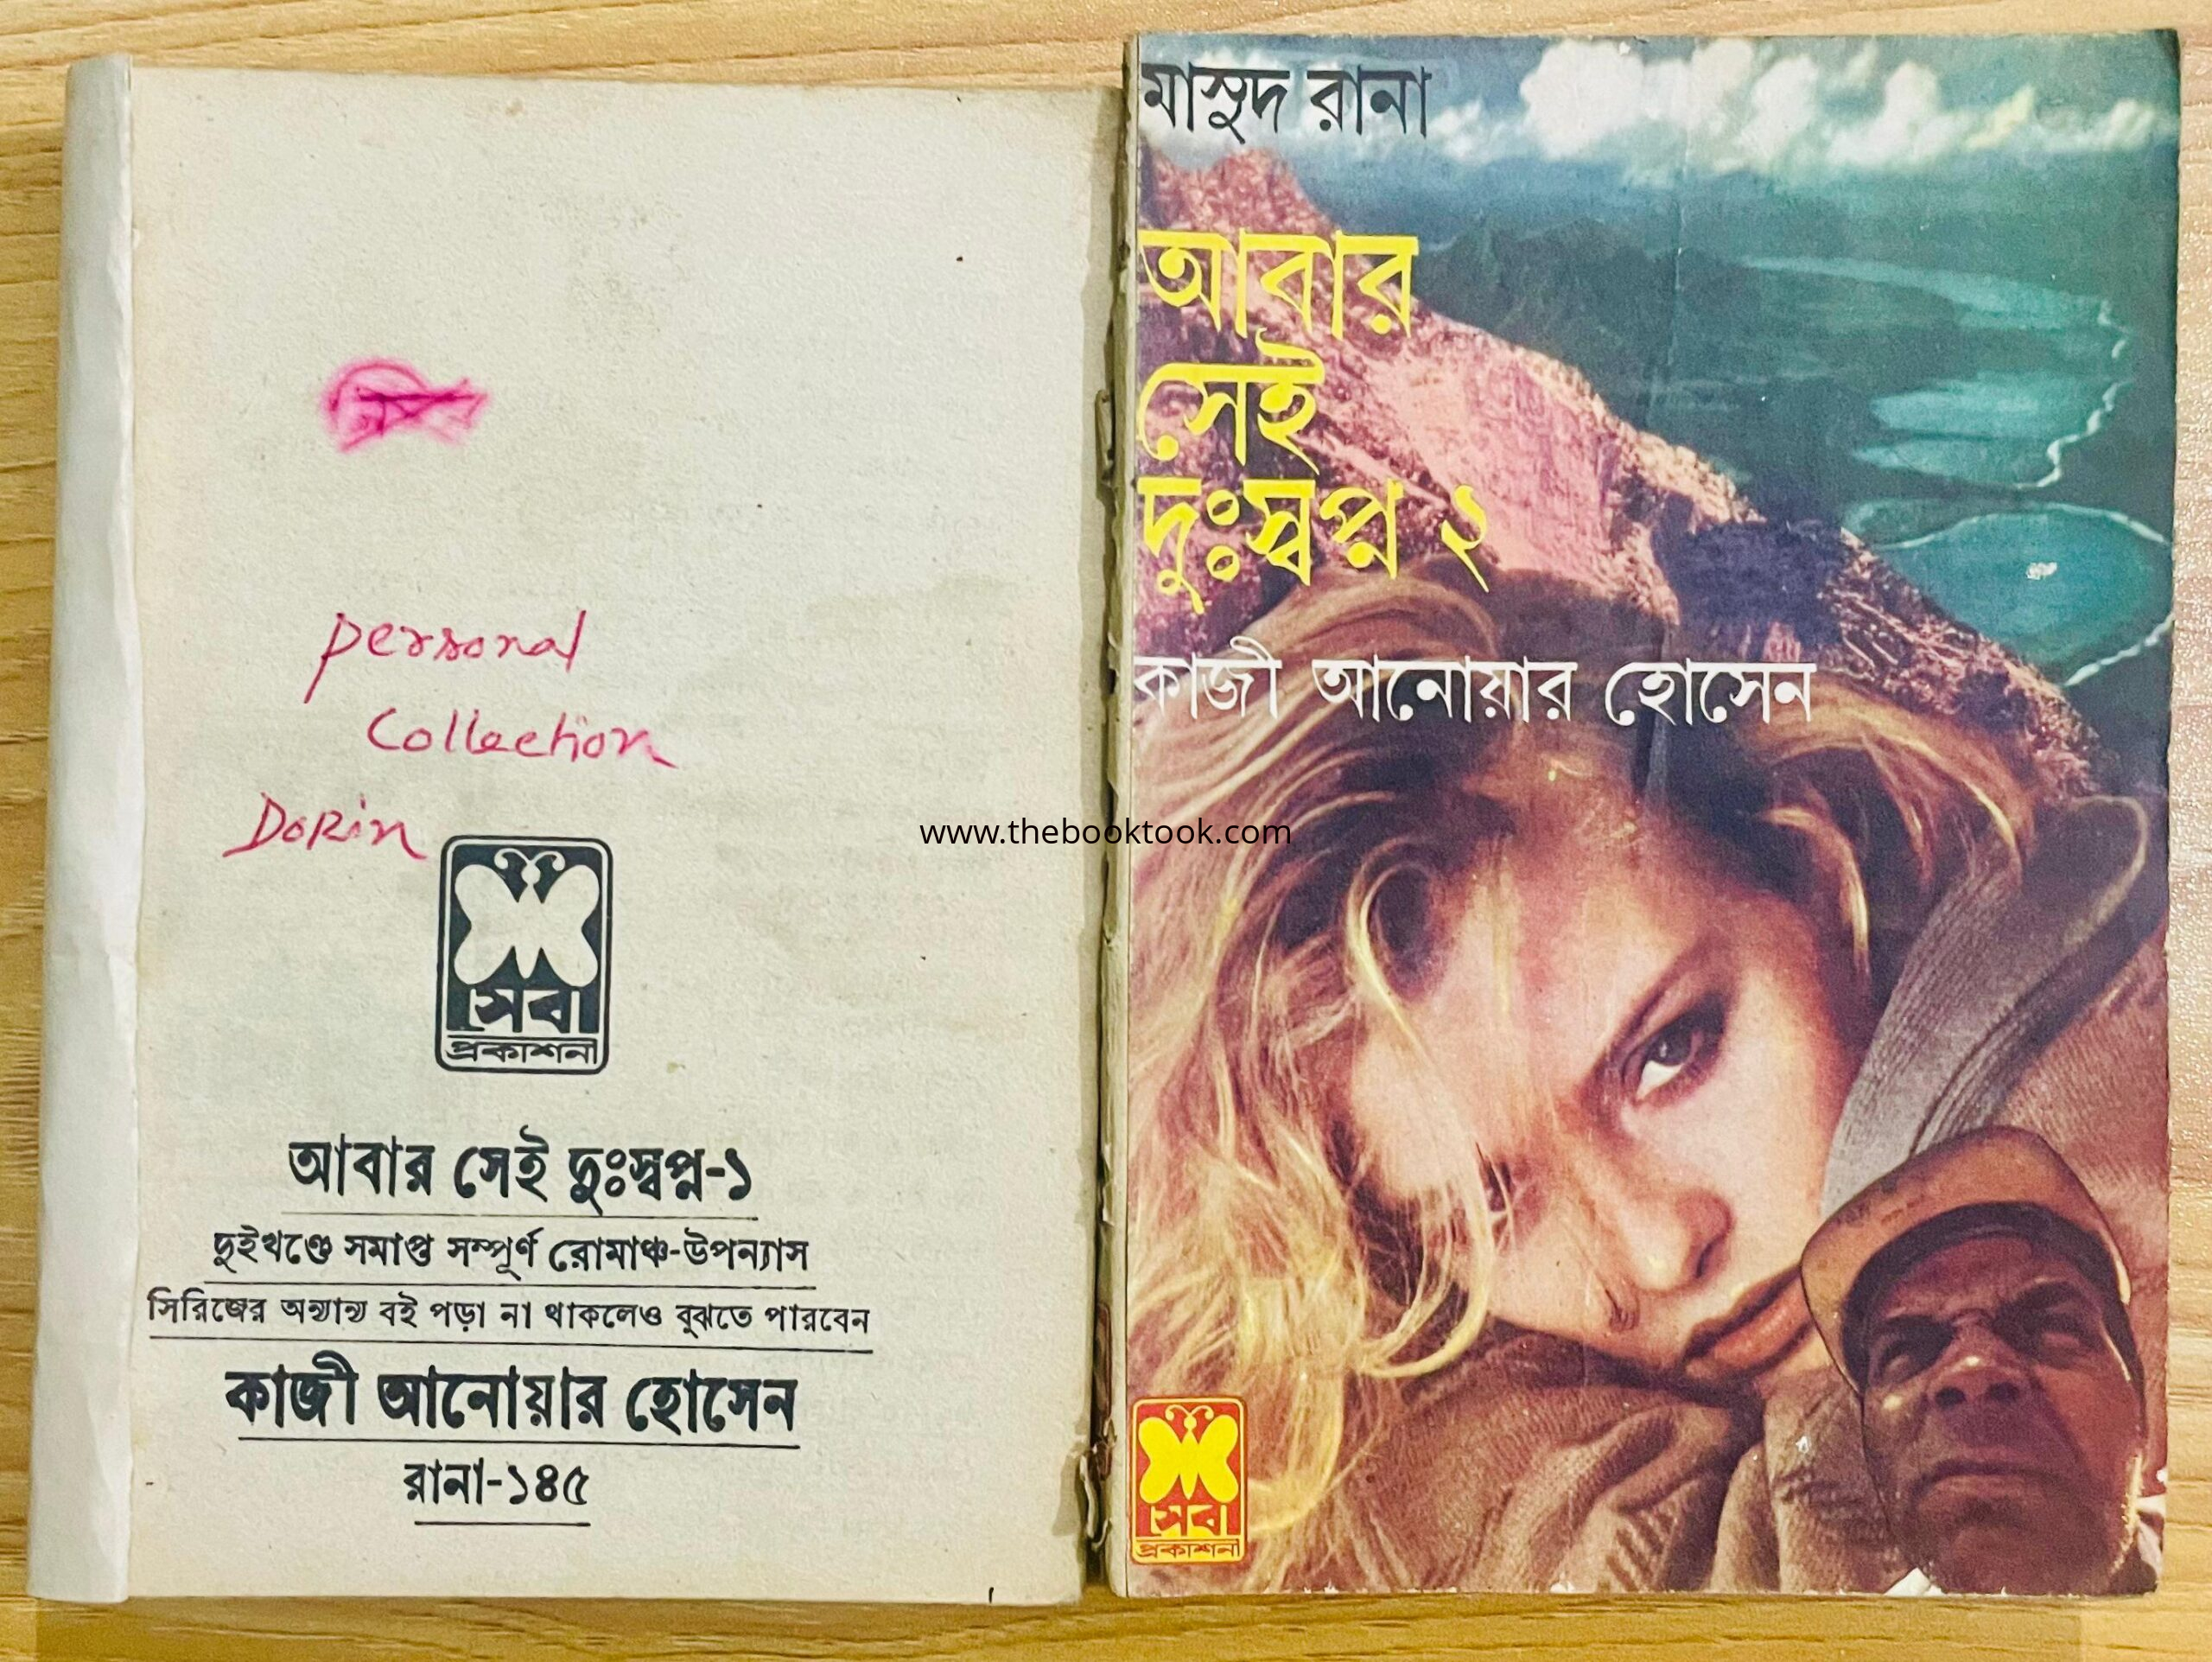 personal
Collection
Dorin
সেবা
প্রকাশনী
আবার সেই দুঃস্বপ্ন-১
দুইখণ্ডে সমাপ্ত সম্পূর্ণ রোমাঞ্চ-উপন্যাস
সিরিজের অন্যান্য বই পড়া না থাকলেও বুঝতে পারবেন
কাজী আনোয়ার হোসেন
রানা-১৪৫
মাসুদ রানা
আবার
সেই
দুঃস্বপ্ন ২
কাজী আনোয়ার হোসেন
সেবা
প্রকাশনী
www.thebooktook.com